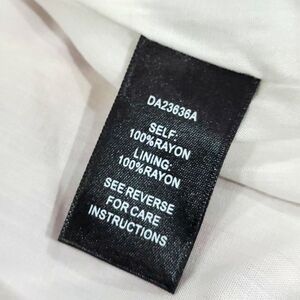 DA23636A
SELF:
100%RAYON
LINING:
100%RAYON
SEE REVERSE
FOR CARE
INSTRUCTIONS